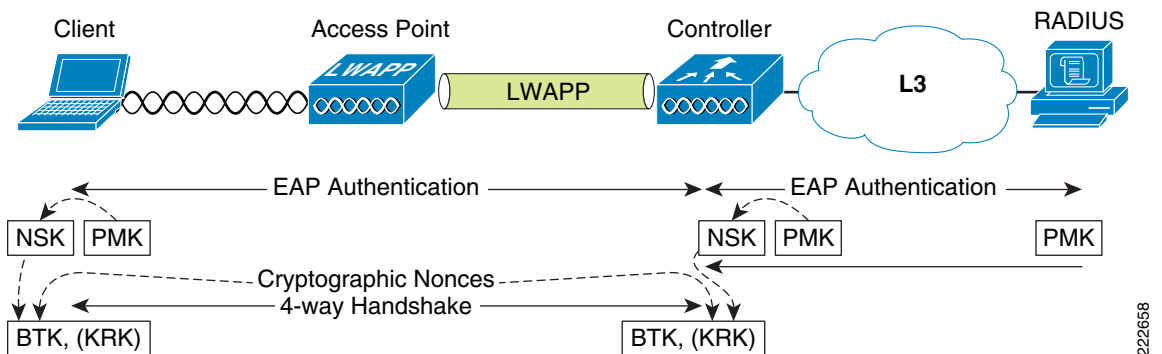 Client
Access Point
Controller
RADIUS
LWAPP
LWAPP
L3
EAP Authentication
EAP Authentication
NSK
PMK
NSK
PMK
PMK
Cryptographic Nonces
4-way Handshake
BTK, (KRK)
BTK, (KRK)
222658